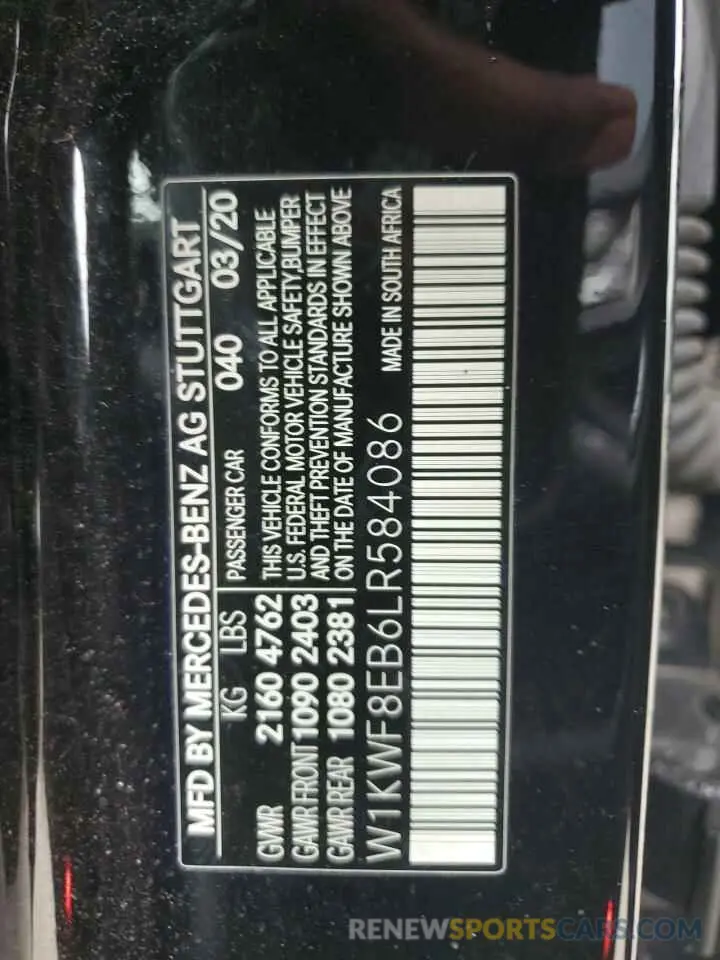 MFD BY MERCEDES-BENZ AG STUTTGART
KG LBS PASSENGER CAR 040 03/20
GVWR 2160 4762 THIS VEHICLE CONFORMS TO ALL APPLICABLE
GAWR FRONT 1090 2403 U.S. FEDERAL MOTOR VEHICLE SAFETY,BUMPER
AND THEFT PREVENTION STANDARDS IN EFFECT
GAWR REAR 1080 2381 ON THE DATE OF MANUFACTURE SHOWN ABOVE
W1KWF8EB6LR584086 MADE IN SOUTH AFRICA
RENEWSPORTSCARS.COM